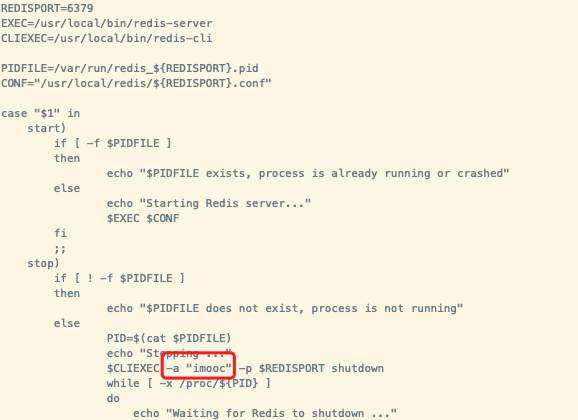 REDISPORT=6379
EXEC=/usr/local/bin/redis-server
CLIEXEC=/usr/local/bin/redis-cli
PIDFILE=/var/run/redis_${REDISPORT}.pid
CONF="/usr/local/redis/${REDISPORT}.conf"
case "$1" in
start)
if [ -f $PIDFILE ]
then
echo "$PIDFILE exists, process is already running or crashed"
else
echo "Starting Redis server..."
$EXEC $CONF
fi
;;
stop)
if [ ! -f $PIDFILE ]
then
echo "$PIDFILE does not exist, process is not running"
else
PID=$(cat $PIDFILE)
echo "Stopping ..."
$CLIEXEC -a "imooc" -p $REDISPORT shutdown
while [ -x /proc/${PID} ]
do
echo "Waiting for Redis to shutdown ..."